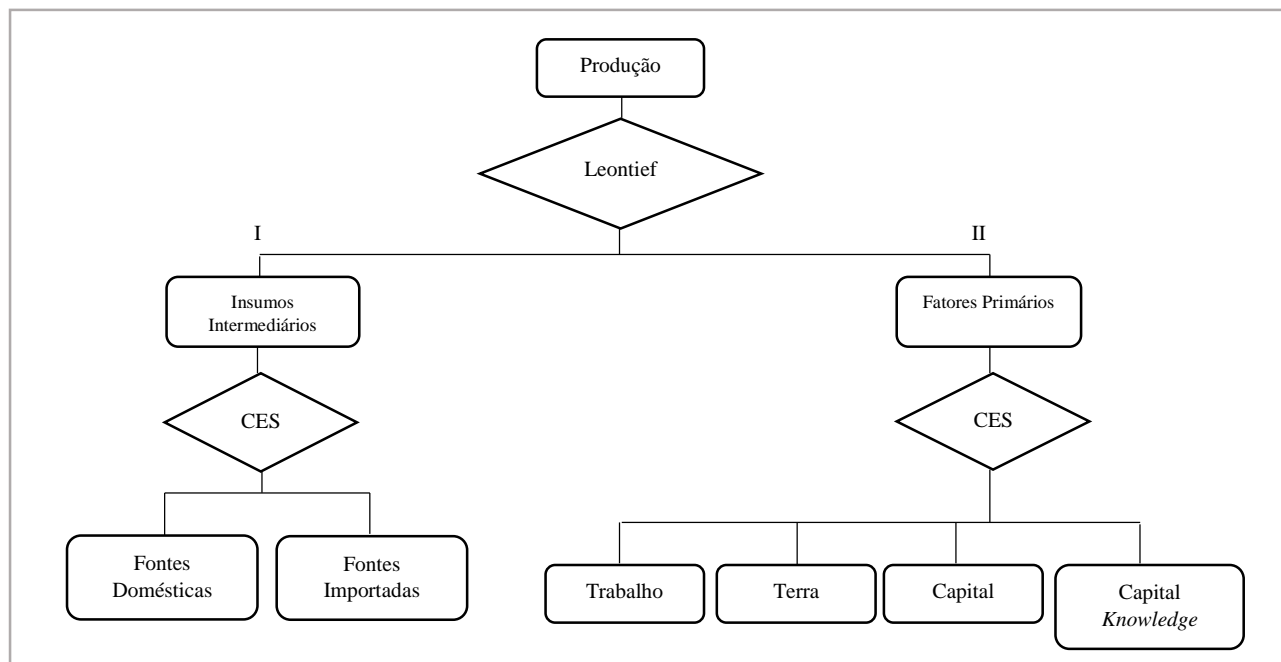 Produção
Leontief
I
II
Insumos
Intermediários
Fatores Primários
CES
CES
Fontes
Domésticas
Fontes
Importadas
Trabalho
Terra
Capital
Capital
Knowledge